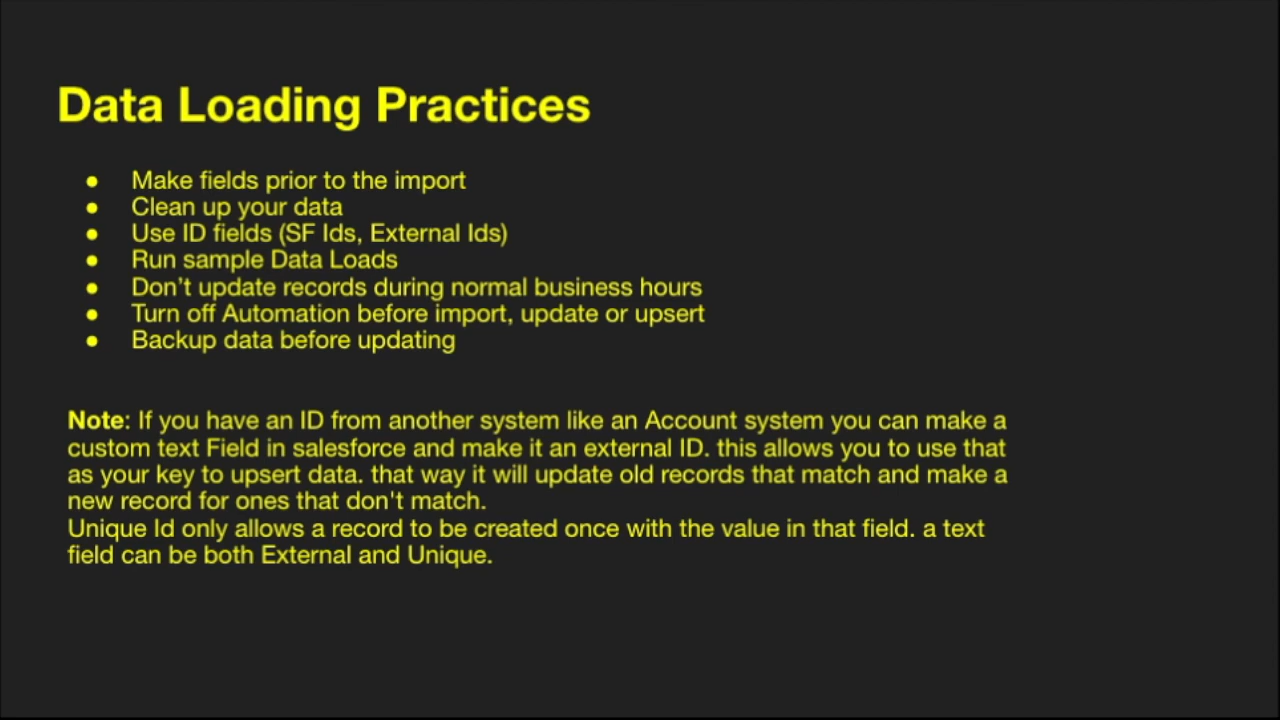 Data Loading Practices
● Make fields prior to the import
● Clean up your data
● Use ID fields (SF Ids, External Ids)
● Run sample Data Loads
● Don’t update records during normal business hours
● Turn off Automation before import, update or upsert
● Backup data before updating
Note: If you have an ID from another system like an Account system you can make a
custom text Field in salesforce and make it an external ID. this allows you to use that
as your key to upsert data. that way it will update old records that match and make a
new record for ones that don't match.
Unique Id only allows a record to be created once with the value in that field. a text
field can be both External and Unique.